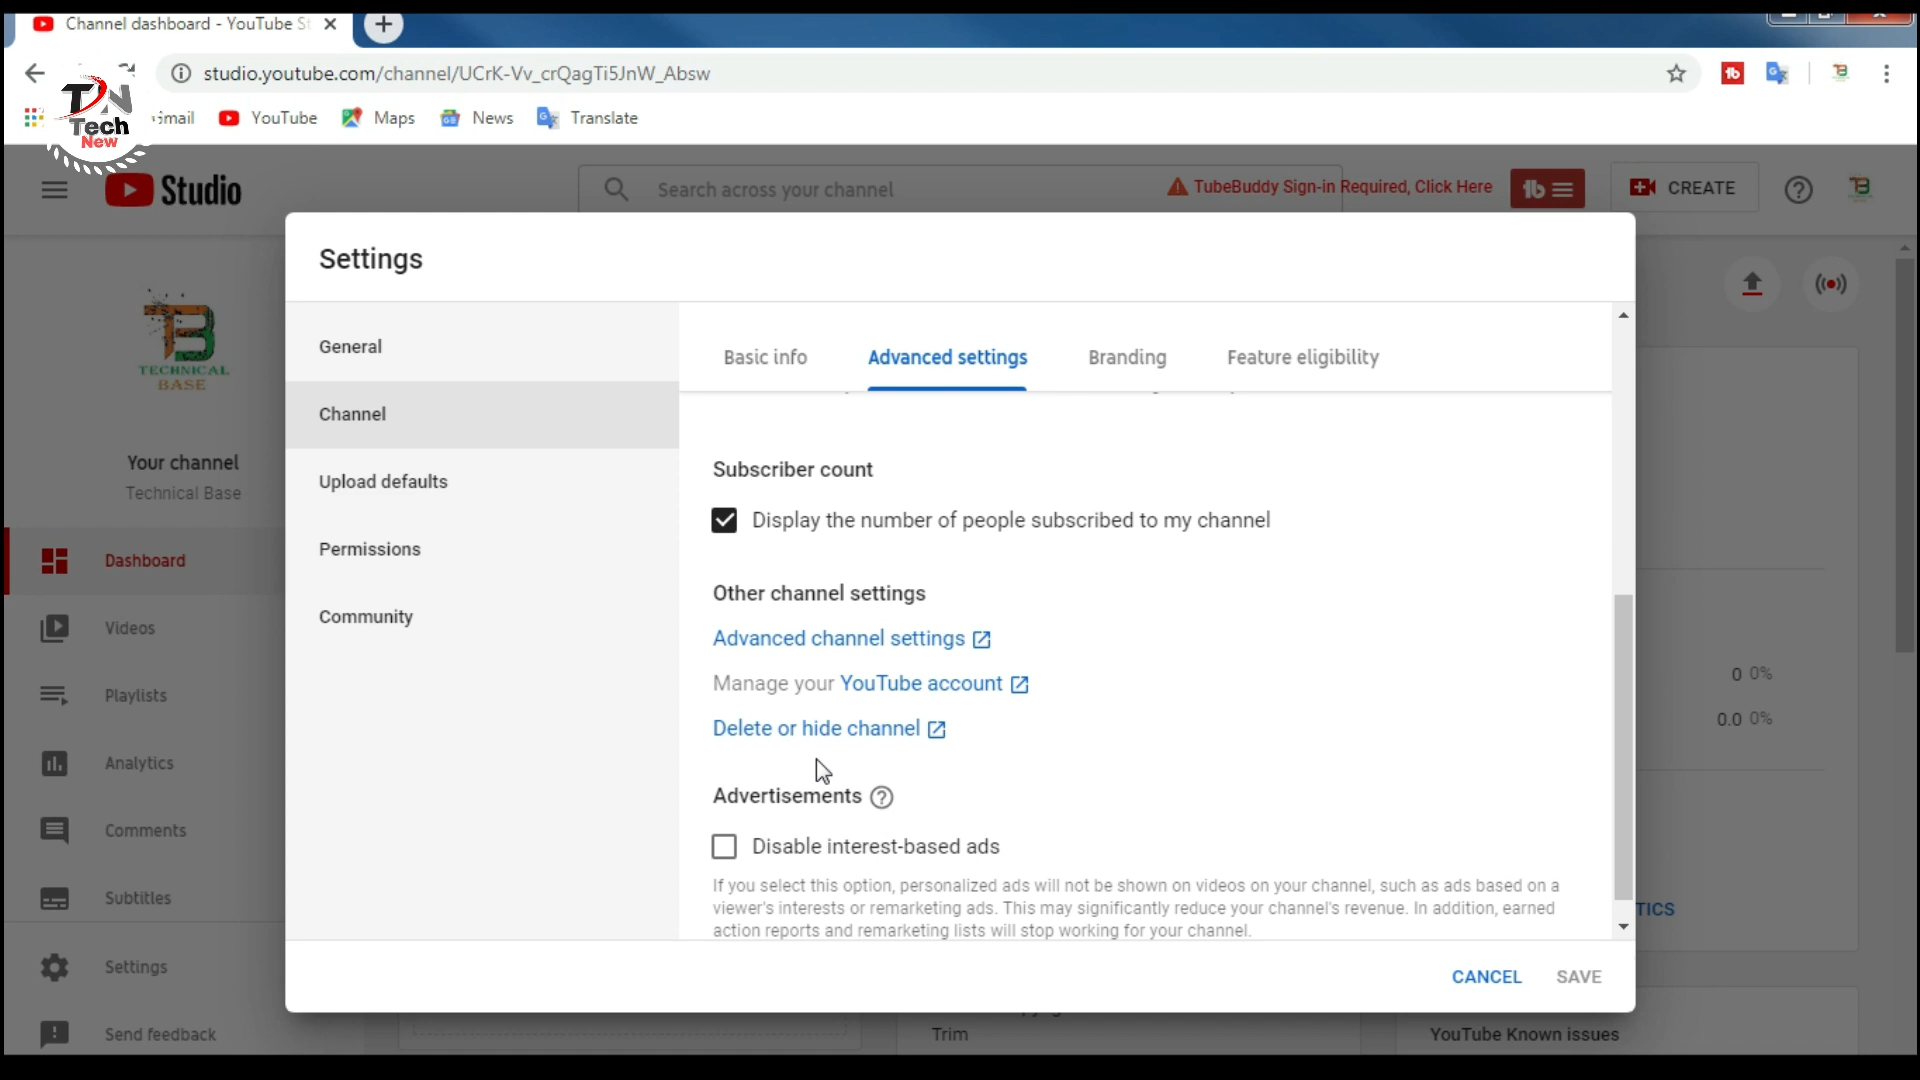 Channel dashboard - YouTube St
studio.youtube.com/channel/UCrK-Vv_crQagTi5JnW_Absw
TN
Tech
New
YouTube
Maps
News
Translate
Studio
Search across your channel
TubeBuddy Sign-in Required, Click Here
CREATE
Settings
General
Channel
Upload defaults
Permissions
Community
Basic info
Advanced settings
Branding
Feature eligibility
Subscriber count
Display the number of people subscribed to my channel
Other channel settings
Advanced channel settings
Manage your YouTube account
Delete or hide channel
Advertisements
Disable interest-based ads
If you select this option, personalized ads will not be shown on videos on your channel, such as ads based on a
viewer's interests or remarketing ads. This may significantly reduce your channel's revenue. In addition, earned
action reports and remarketing lists will stop working for your channel.
CANCEL
SAVE
TB
TECHNICAL
BASE
Your channel
Technical Base
Dashboard
Videos
Playlists
Analytics
Comments
Subtitles
Settings
Send feedback
0 0%
0.0 0%
TICS
Trim
YouTube Known issues